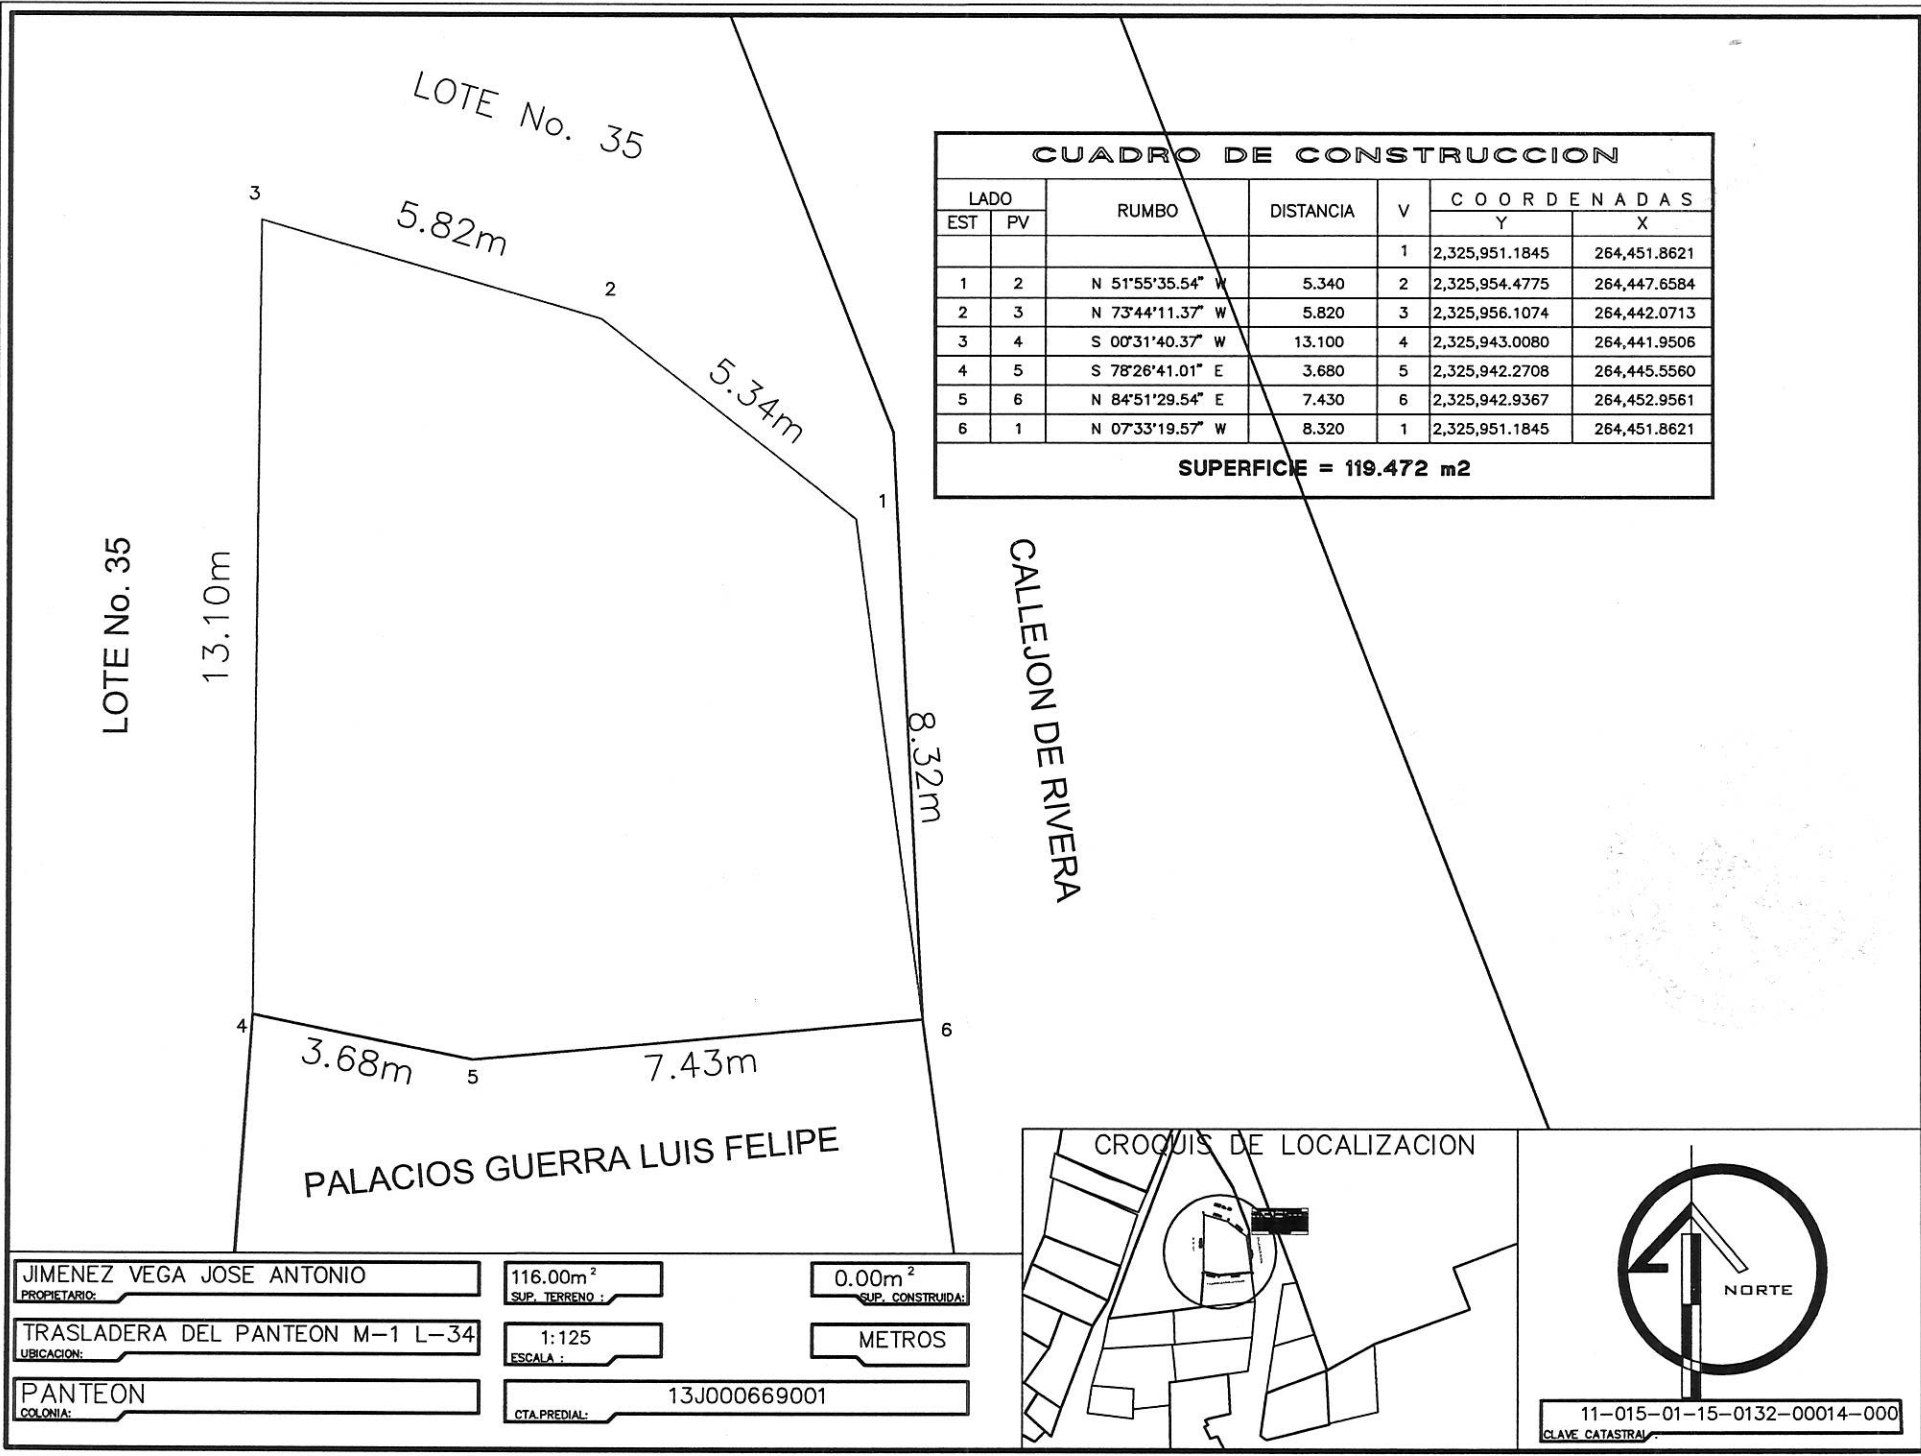 LOTE No. 35
3
5.82m
2
5.34m
1
LOTE No. 35
13.10m
8.32m
CALLEJON DE RIVERA
4
3.68m
5
7.43m
6
PALACIOS GUERRA LUIS FELIPE
CUADRO DE CONSTRUCCION
LADO RUMBO DISTANCIA V COORDENADAS
EST PV Y X
1 2,325,951.1845 264,451.8621
1 2 N 51°55'35.54" W 5.340 2 2,325,954.4775 264,447.6584
2 3 N 73°44'11.37" W 5.820 3 2,325,956.1074 264,442.0713
3 4 S 00°31'40.37" W 13.100 4 2,325,943.0080 264,441.9506
4 5 S 78°26'41.01" E 3.680 5 2,325,942.2708 264,445.5560
5 6 N 84°51'29.54" E 7.430 6 2,325,942.9367 264,452.9561
6 1 N 07°33'19.57" W 8.320 1 2,325,951.1845 264,451.8621
SUPERFICIE = 119.472 m2
JIMENEZ VEGA JOSE ANTONIO
PROPIETARIO:
116.00m²
SUP. TERRENO :
0.00m²
SUP. CONSTRUIDA:
TRASLADERA DEL PANTEON M-1 L-34
UBICACION:
1:125
ESCALA :
METROS
PANTEON
COLONIA:
13J000669001
CTA.PREDIAL:
CROQUIS DE LOCALIZACION
NORTE
11-015-01-15-0132-00014-000
CLAVE CATASTRAL :